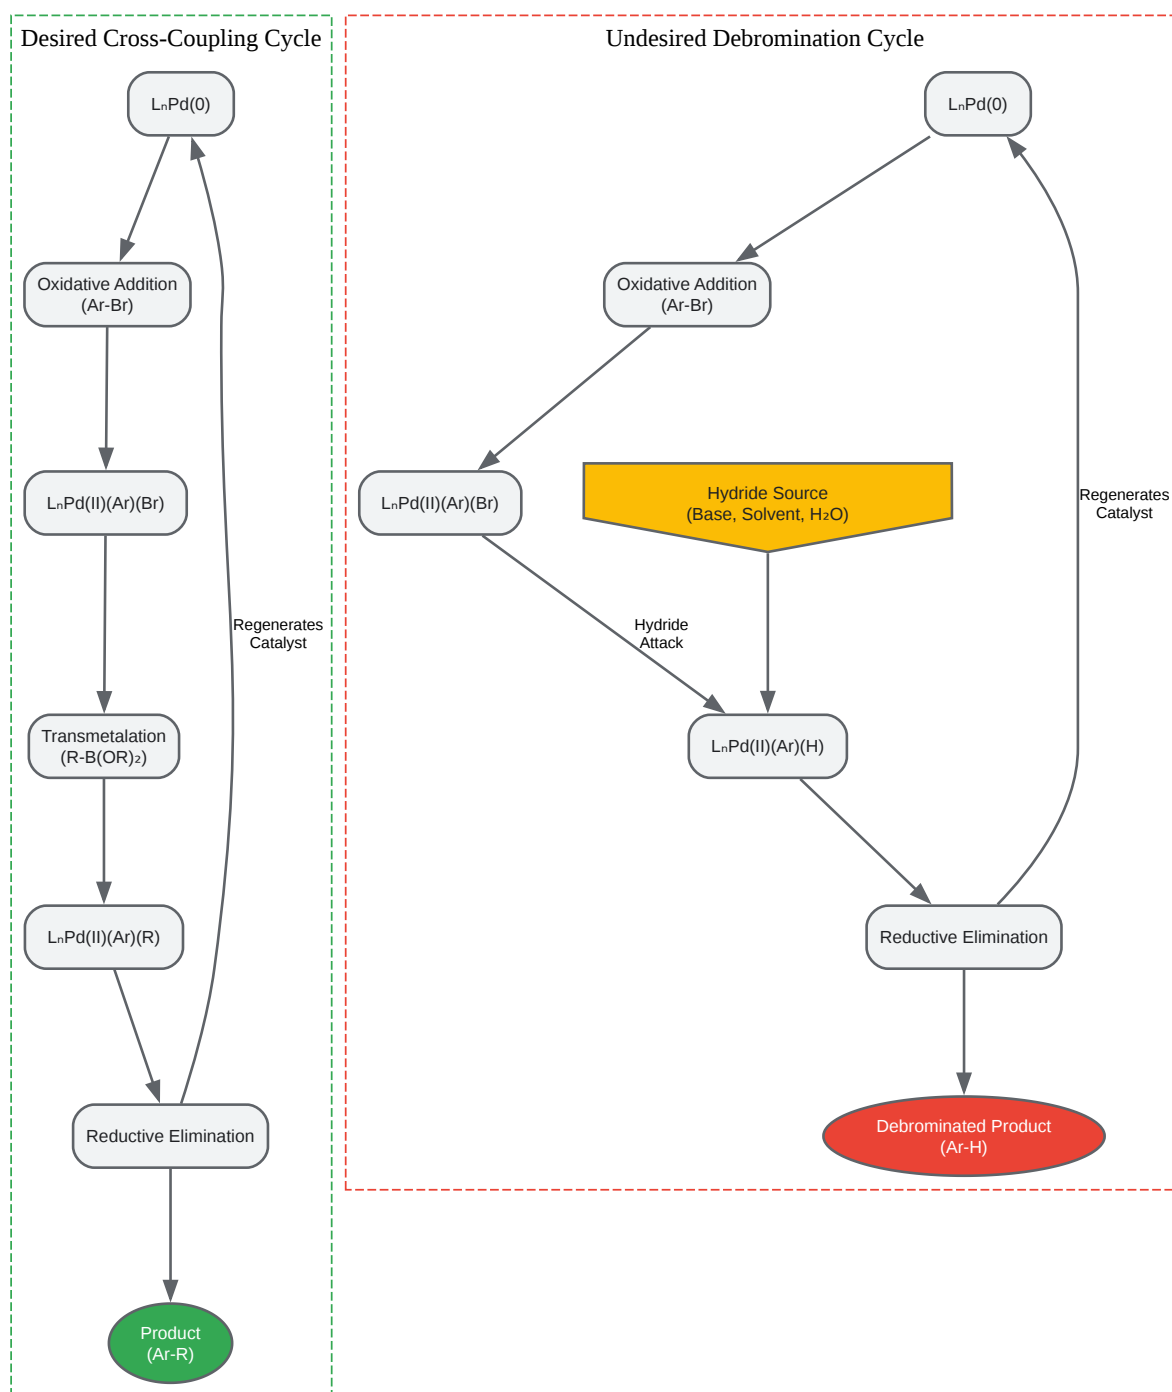 Desired Cross-Coupling Cycle
LₙPd(0)
Oxidative Addition
(Ar-Br)
LₙPd(II)(Ar)(Br)
Transmetalation
(R-B(OR)₂)
LₙPd(II)(Ar)(R)
Reductive Elimination
Regenerates
Catalyst
Product
(Ar-R)
Undesired Debromination Cycle
LₙPd(0)
Oxidative Addition
(Ar-Br)
LₙPd(II)(Ar)(Br)
Hydride Source
(Base, Solvent, H₂O)
Hydride
Attack
LₙPd(II)(Ar)(H)
Reductive Elimination
Regenerates
Catalyst
Debrominated Product
(Ar-H)